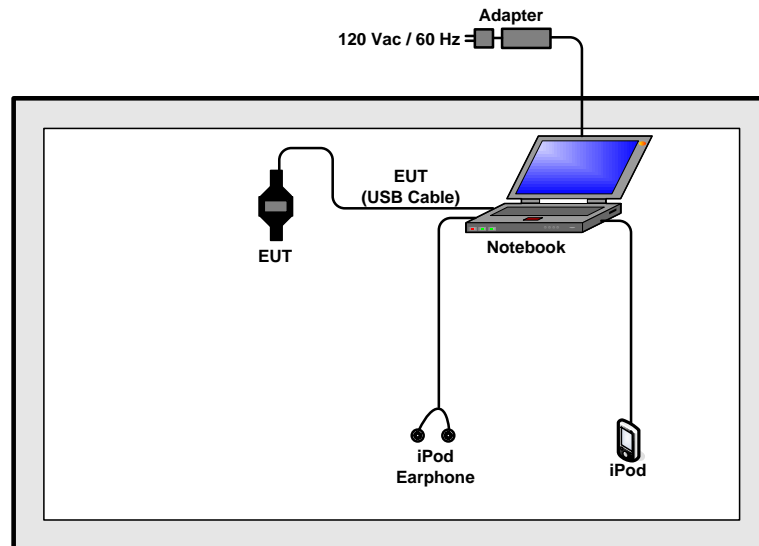 Adapter
120 Vac / 60 Hz
EUT
(USB Cable)
Notebook
EUT
iPod
Earphone
iPod